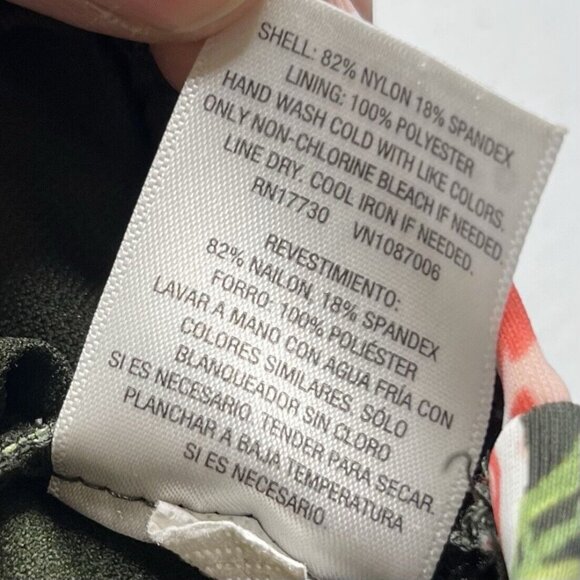 SHELL: 82% NYLON 18% SPANDEX
LINING: 100% POLYESTER
HAND WASH COLD WITH LIKE COLORS.
ONLY NON-CHLORINE BLEACH IF NEEDED.
LINE DRY. COOL IRON IF NEEDED.
RN17730 VN1087006
REVESTIMIENTO:
82% NAILON, 18% SPANDEX
FORRO: 100% POLIÉSTER
LAVAR A MANO CON AGUA FRÍA CON
COLORES SIMILARES, SÓLO
BLANQUEADOR SIN CLORO
SI ES NECESARIO. TENDER PARA SECAR.
PLANCHAR A BAJA TEMPERATURA
SI ES NECESARIO.